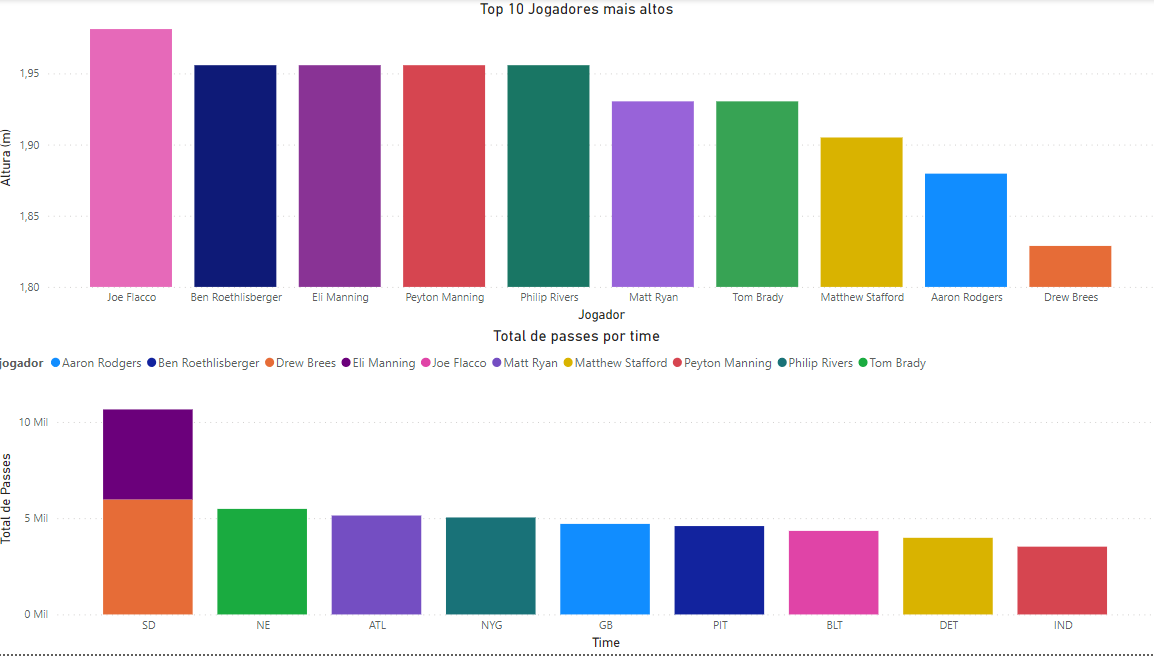 Top 10 Jogadores mais altos
Altura (m)
1,95
1,90
1,85
1,80
Joe Flacco Ben Roethlisberger Eli Manning Peyton Manning Philip Rivers Matt Ryan Tom Brady Matthew Stafford Aaron Rodgers Drew Brees
Jogador
Total de passes por time
jogador Aaron Rodgers Ben Roethlisberger Drew Brees Eli Manning Joe Flacco Matt Ryan Matthew Stafford Peyton Manning Philip Rivers Tom Brady
Total de Passes
10 Mil
5 Mil
0 Mil
SD NE ATL NYG GB PIT BLT DET IND
Time